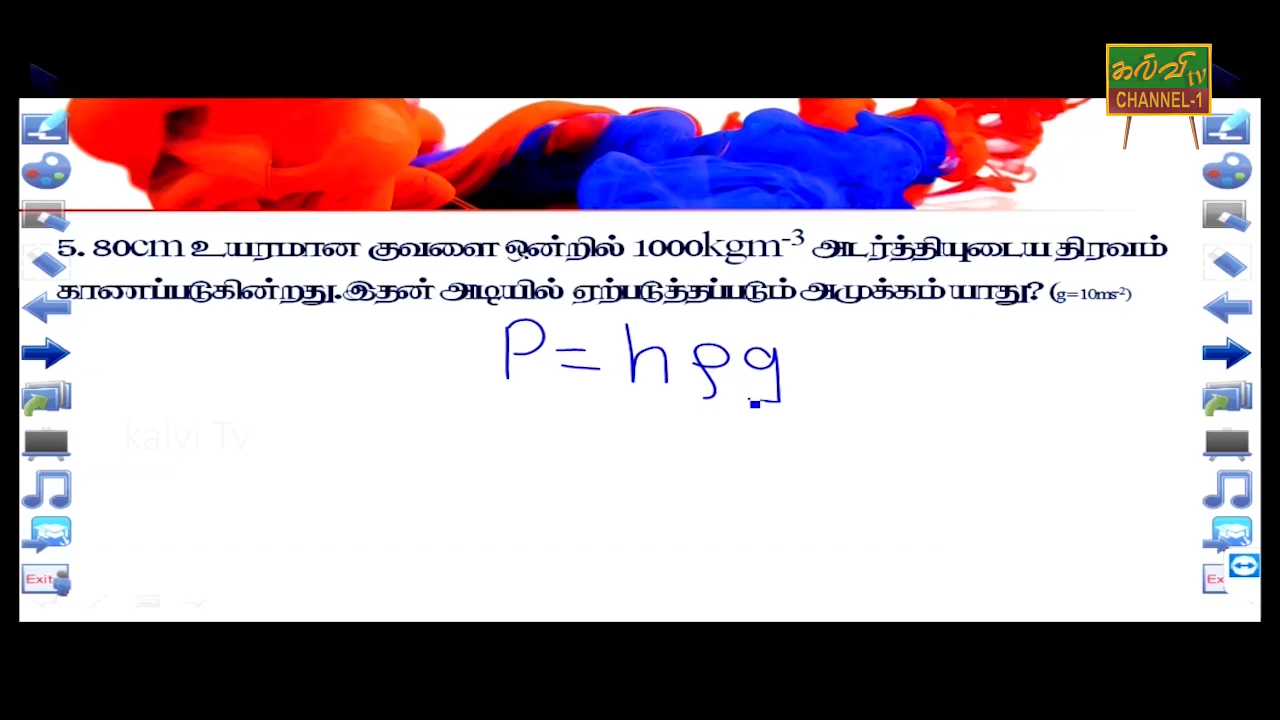 கல்வி tv
CHANNEL-1
5. 80cm உயரமான குவளை ஒன்றில் 1000kgm⁻³ அடர்த்தியுடைய திரவம்
காணப்படுகின்றது.இதன் அடியில் ஏற்படுத்தப்படும் அமுக்கம் யாது? (g=10ms⁻²)
P = hρg
kalvi Tv
Exit
Ex